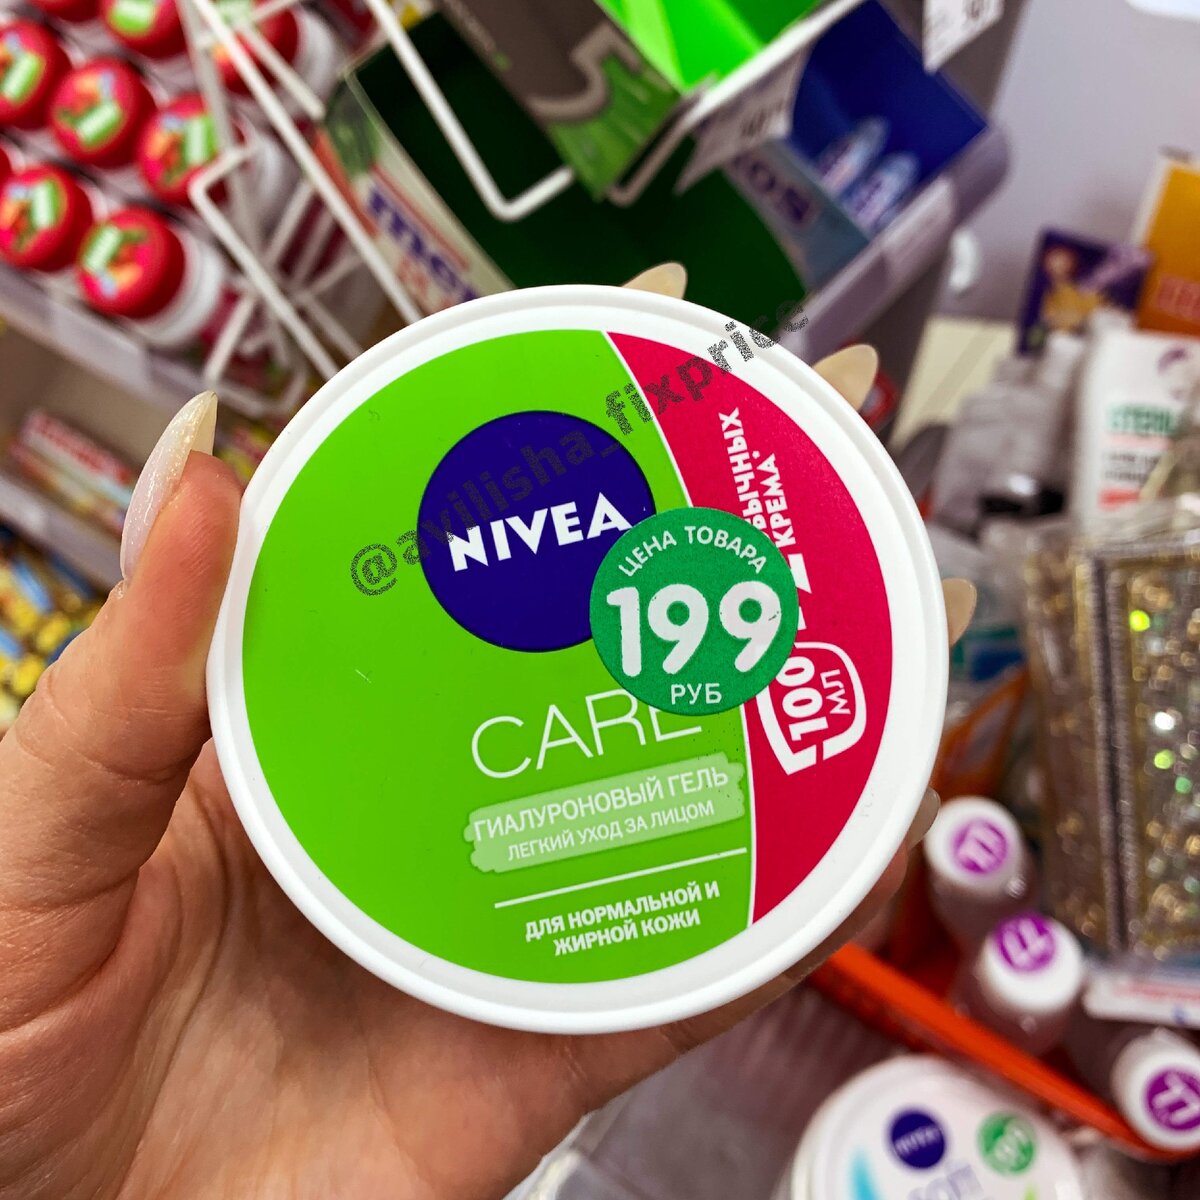 @avilisha_fixprice
NIVEA
ЦЕНА ТОВАРА
199
РУБ
CARE
ГИАЛУРОНОВЫЙ ГЕЛЬ
ЛЕГКИЙ УХОД ЗА ЛИЦОМ
ДЛЯ НОРМАЛЬНОЙ И
ЖИРНОЙ КОЖИ
КРЕМА.
100
МЛ
NIVEA